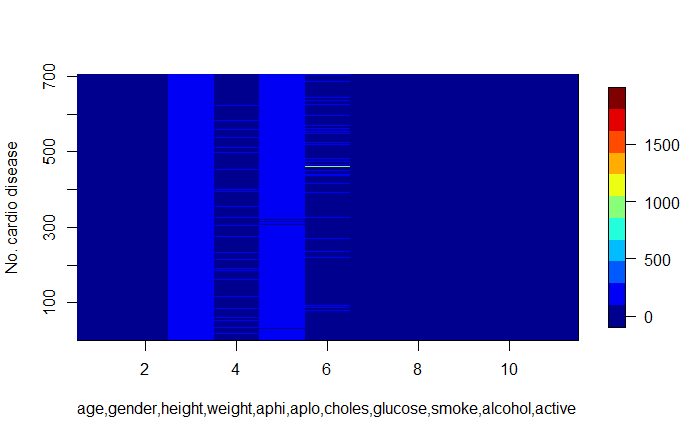 No. cardio disease
700
500
300
100
2 4 6 8 10
age,gender,height,weight,aphi,aplo,choles,glucose,smoke,alcohol,active
1500
1000
500
0